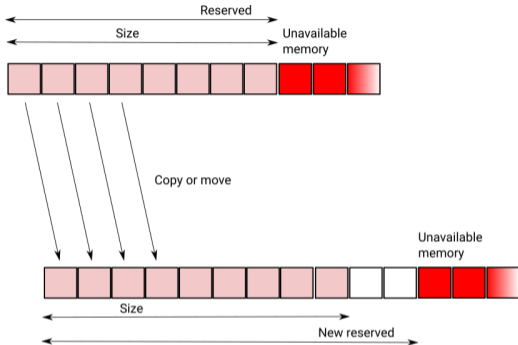 Reserved
Size
Unavailable
memory
Copy or move
Unavailable
memory
Size
New reserved